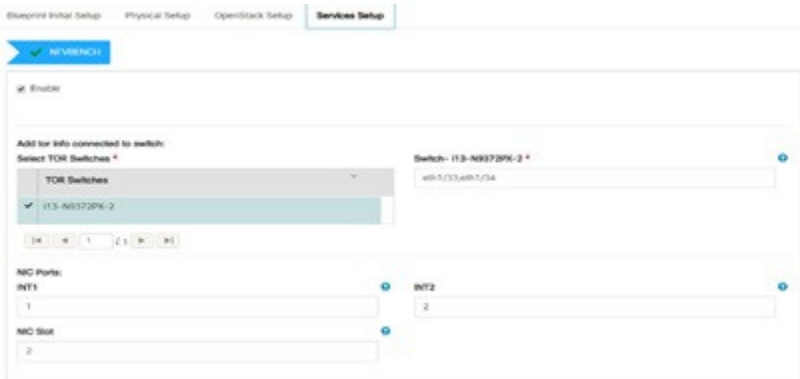 Blueprint Initial Setup Physical Setup OpenStack Setup Services Setup
NFVBENCH
Enable
Add tor info connected to switch:
Select TOR Switches * Switch- i13-N9372PX-2 *
TOR Switches eth1/33,eth1/34
i13-N9372PX-2
1 / 1
NIC Ports:
INT1 INT2
1 2
NIC Slot
2